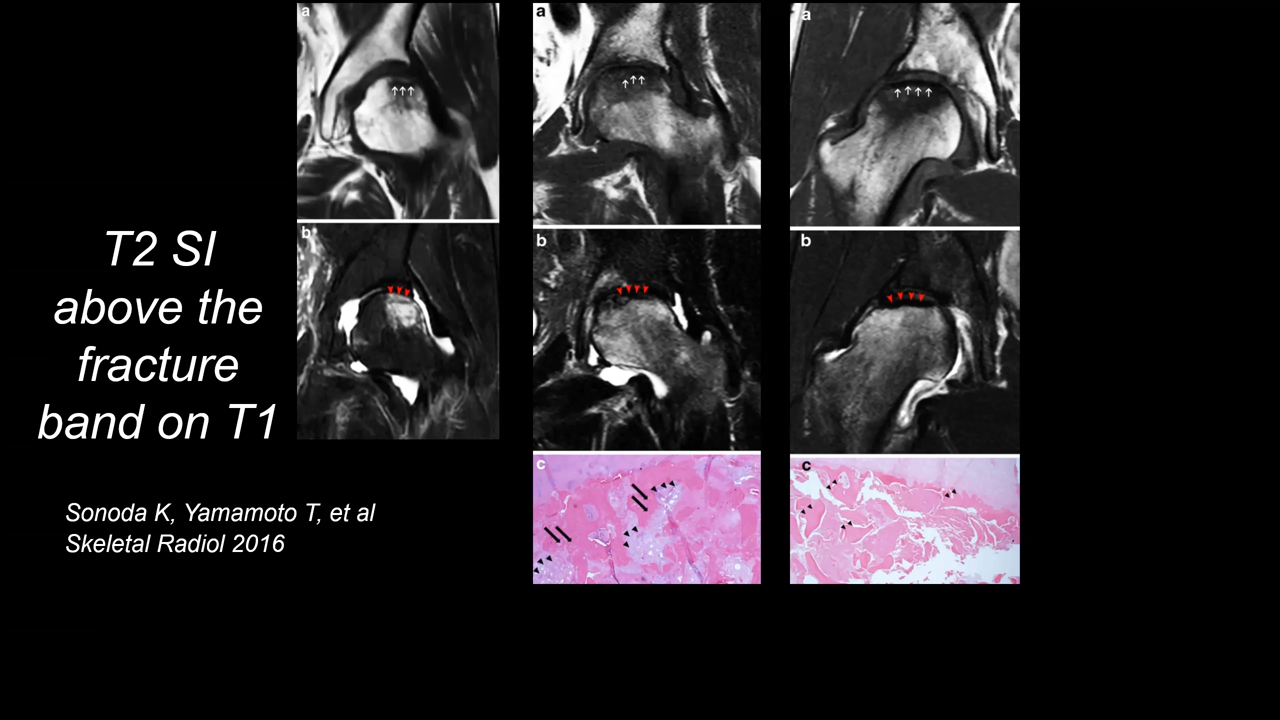 a
a
a
b
b
b
c
c
T2 SI
above the
fracture
band on T1
Sonoda K, Yamamoto T, et al
Skeletal Radiol 2016